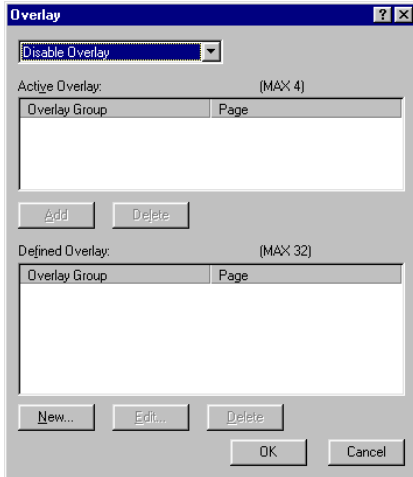 Overlay
Disable Overlay
Active Overlay: (MAX 4)
Overlay Group Page
Add Delete
Defined Overlay: (MAX 32)
Overlay Group Page
New... Edit... Delete
OK Cancel